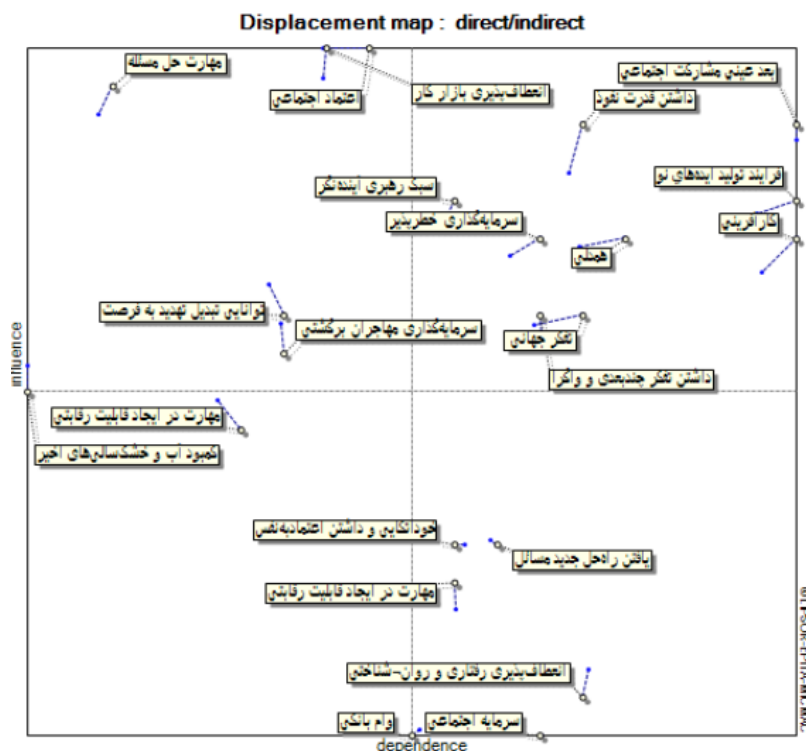 Displacement map : direct/indirect
مهارت حل مسئله
اعتماد اجتماعی
انعطاف‌پذیری بازار کار
بعد عینی مشارکت اجتماعی
داشتن قدرت نفوذ
سبک رهبری آینده‌نگر
سرمایه‌گذاری خطرپذیر
فرایند تولید ایده‌های نو
کارآفرینی
همدلی
توانایی تبدیل تهدید به فرصت
سرمایه‌گذاری مهاجران برگشتی
تفکر جهانی
داشتن تفکر چندبعدی و واگرا
influence
مهارت در ایجاد قابلیت رقابتی
کمبود آب و خشک‌سالی‌های اخیر
خوداتکایی و داشتن اعتمادبه‌نفس
یافتن راه‌حل جدید مسائل
مهارت در ایجاد قابلیت رقابتی
انعطاف‌پذیری رفتاری و روان-شناختی
وام بانکی
سرمایه اجتماعی
dependence